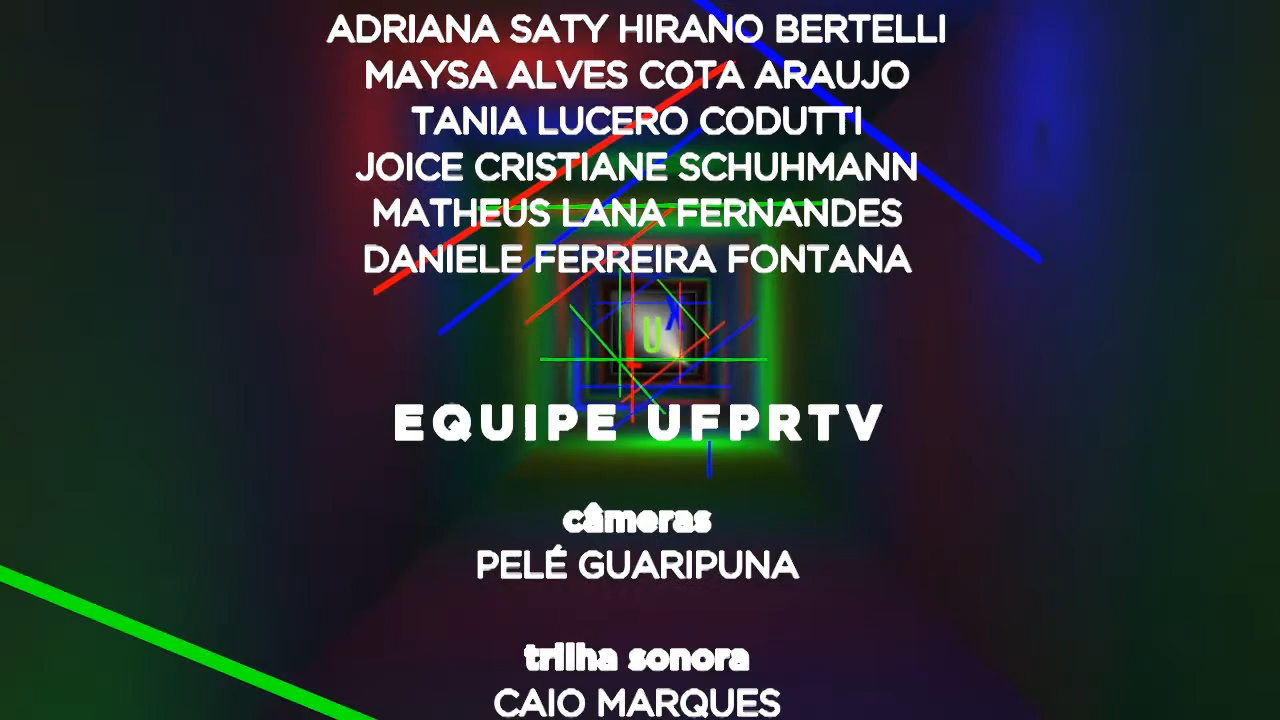 ADRIANA SATY HIRANO BERTELLI
MAYSA ALVES COTA ARAUJO
TANIA LUCERO CODUTTI
JOICE CRISTIANE SCHUHMANN
MATHEUS LANA FERNANDES
DANIELE FERREIRA FONTANA
LUX
EQUIPE UFPRTV
câmeras
PELÉ GUARIPUNA
trilha sonora
CAIO MARQUES